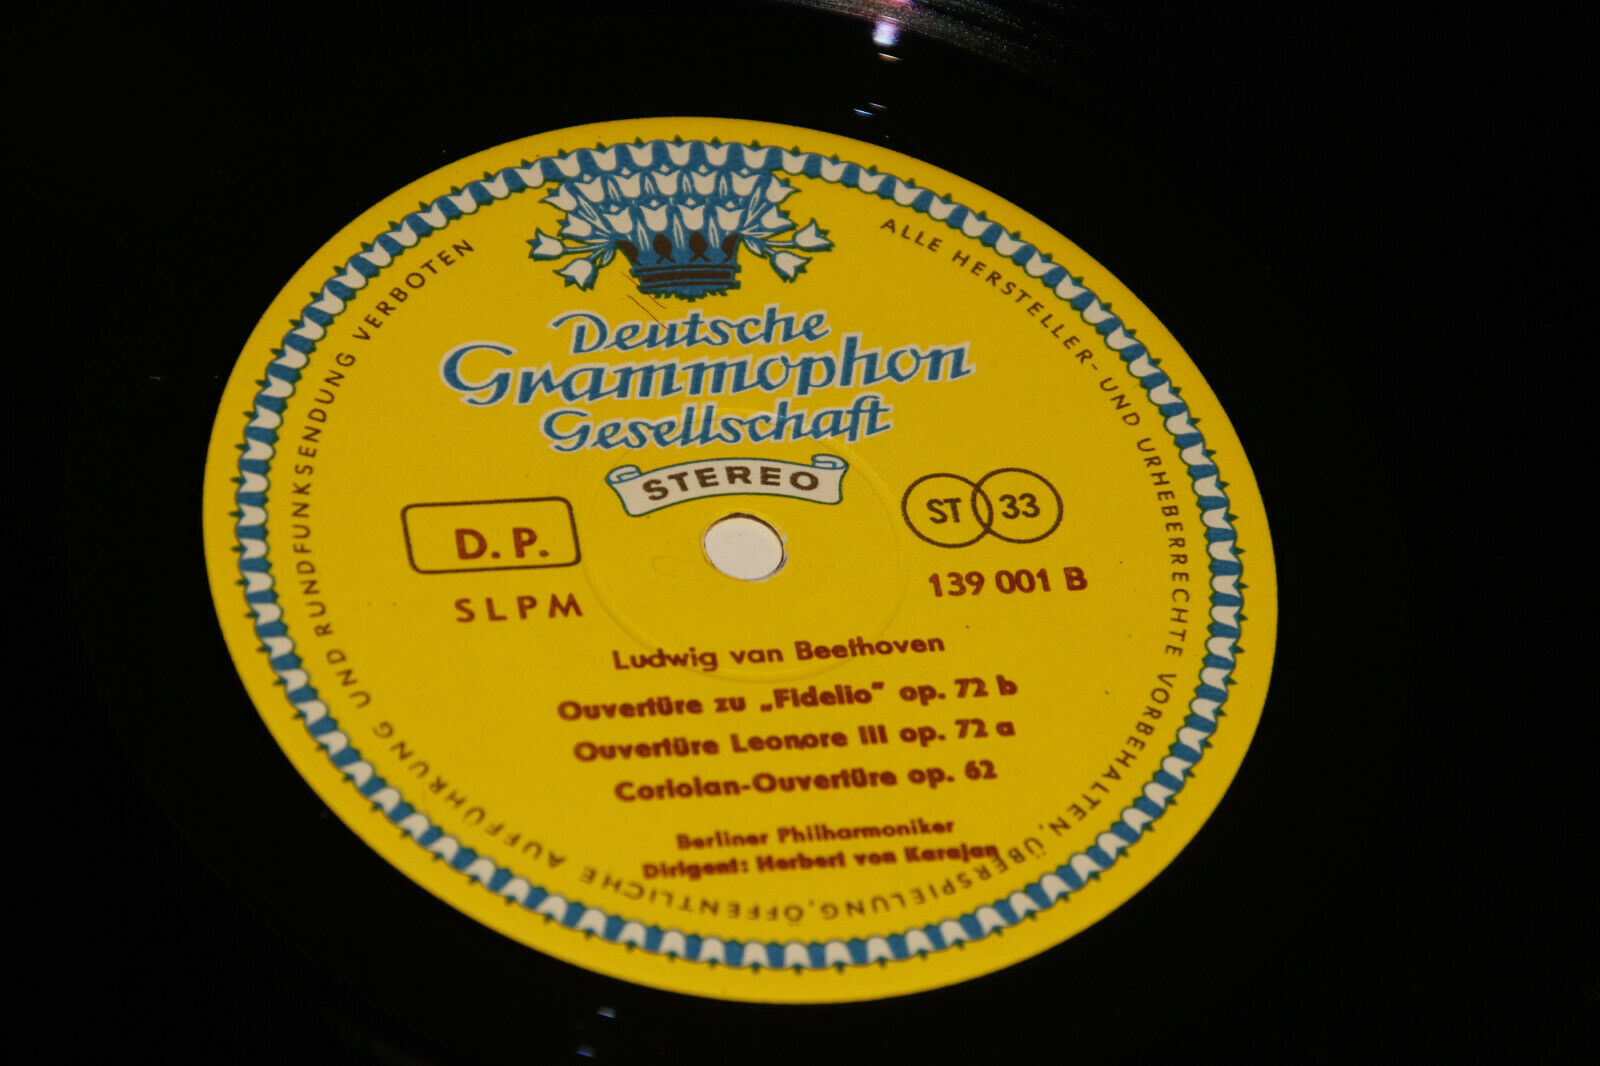 Deutsche
Grammophon
Gesellschaft
STEREO
D. P.
ST 33
SLPM
139 001 B
Ludwig van Beethoven
Ouvertüre zu „Fidelio“ op. 72 b
Ouvertüre Leonore III op. 72 a
Coriolan-Ouvertüre op. 62
Berliner Philharmoniker
Dirigent: Herbert von Karajan
ALLE HERSTELLER- UND URHEBERRECHTE VORBEHALTEN, ÜBERSPIELUNG, ÖFFENTLICHE AUFFÜHRUNG UND RUNDFUNKSENDUNG VERBOTEN